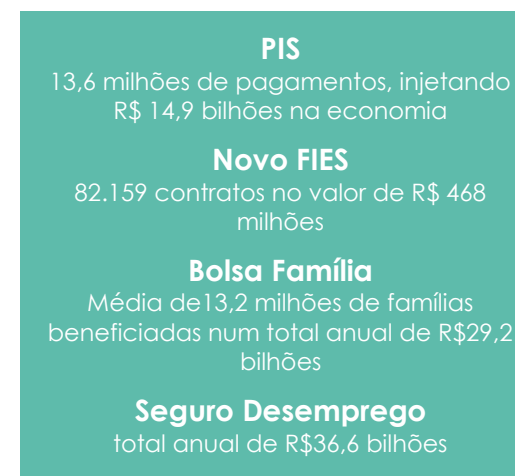 PIS
13,6 milhões de pagamentos, injetando
R$ 14,9 bilhões na economia
Novo FIES
82.159 contratos no valor de R$ 468
milhões
Bolsa Família
Média de13,2 milhões de famílias
beneficiadas num total anual de R$29,2
bilhões
Seguro Desemprego
total anual de R$36,6 bilhões